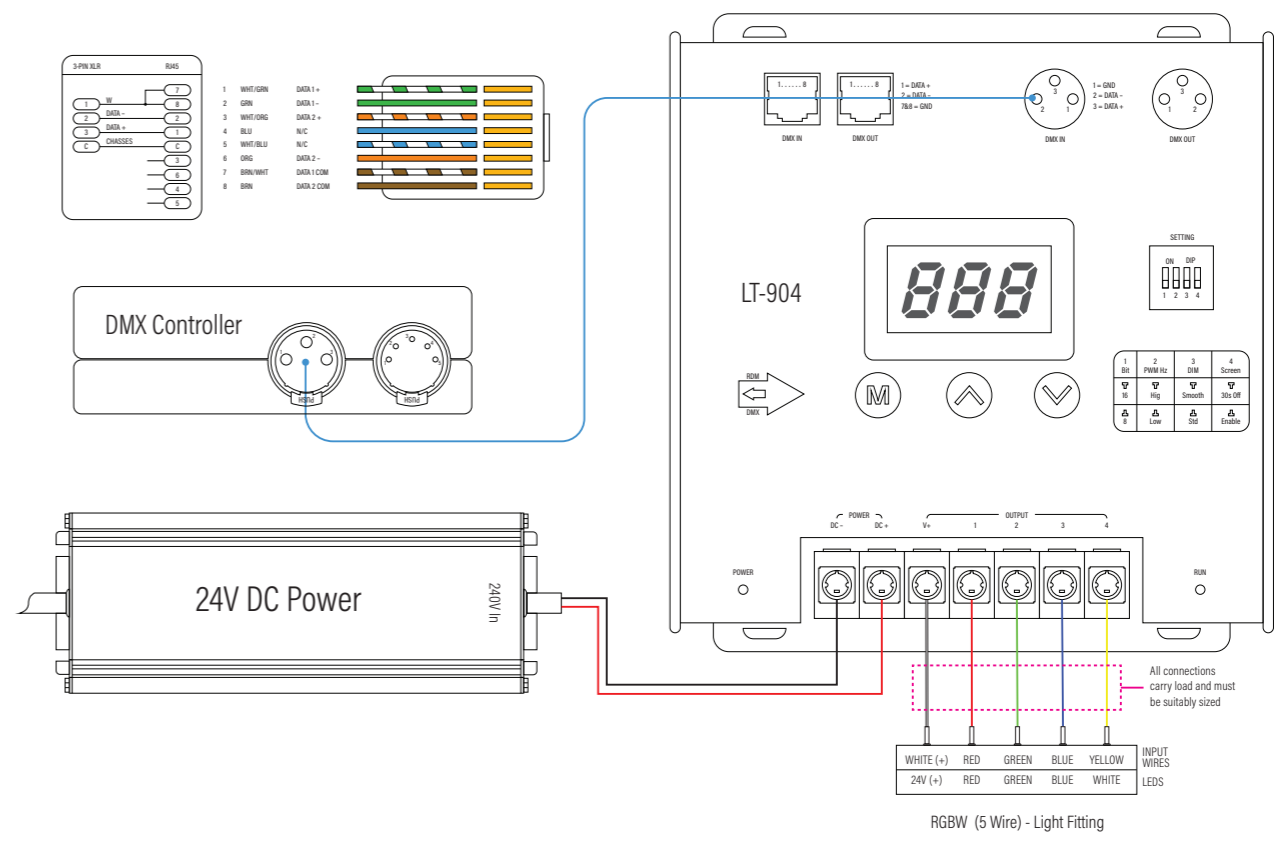 3-PIN XLR RJ45
7
1 W 8
2 DATA – 2
3 DATA + 1
C CHASSES C
3
6
4
5
1 WHT/GRN DATA 1 +
2 GRN DATA 1 –
3 WHT/ORG DATA 2 +
4 BLU N/C
5 WHT/BLU N/C
6 ORG DATA 2 –
7 BRN/WHT DATA 1 COM
8 BRN DATA 2 COM
1......8
DMX IN
1......8
DMX OUT
1 = DATA +
2 = DATA –
7&8 = GND
3
2 1
DMX IN
1 = GND
2 = DATA –
3 = DATA +
3
1 2
DMX OUT
DMX Controller
PUSH
PUSH
LT-904
888
SETTING
ON DIP
1 2 3 4
RDM
DMX
M
1 2 3 4
Bit PWM Hz DIM Screen
16 Hig Smooth 30s Off
8 Low Std Enable
24V DC Power
240V In
POWER
DC – DC +
OUTPUT
V+ 1 2 3 4
POWER
RUN
All connections
carry load and must
be suitably sized
WHITE (+) RED GREEN BLUE YELLOW
INPUT
WIRES
24V (+) RED GREEN BLUE WHITE
LEDS
RGBW (5 Wire) - Light Fitting